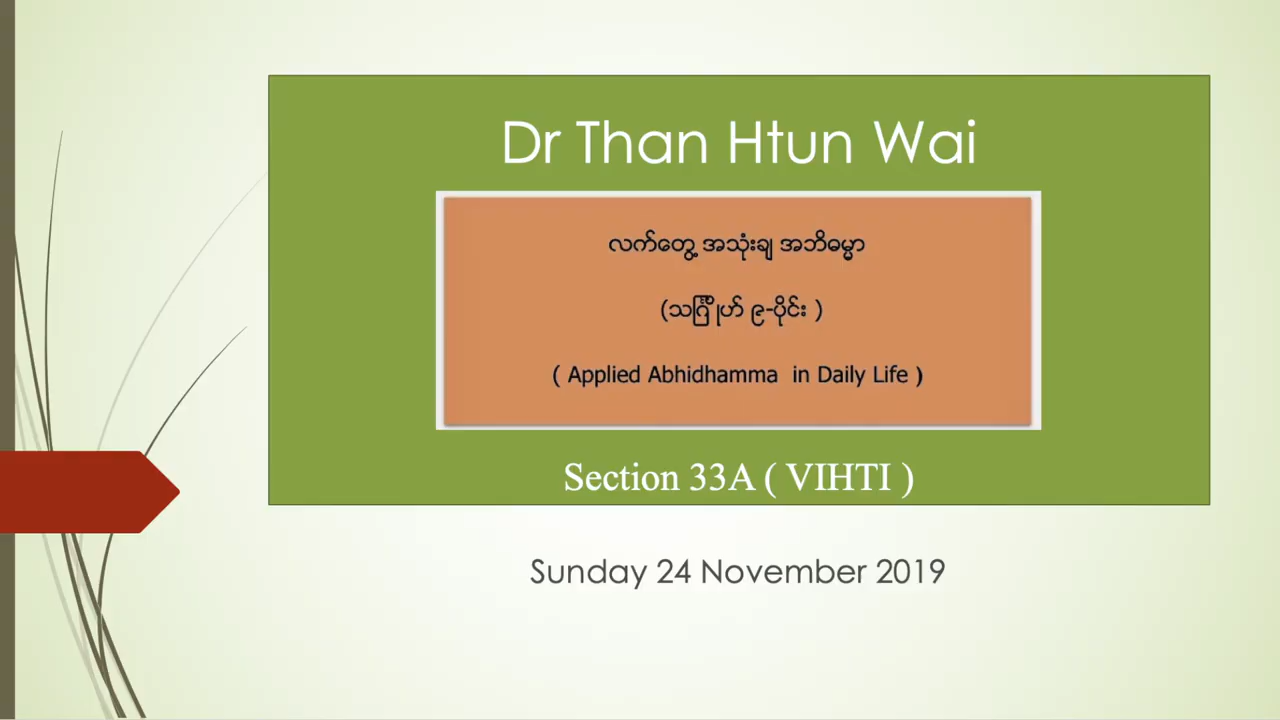 Dr Than Htun Wai
လက်တွေ့ အသုံးချ အဘိဓမ္မာ
(သင်္ဂြိုဟ် ၉-ပိုင်း )
( Applied Abhidhamma in Daily Life )
Section 33A ( VIHTI )
Sunday 24 November 2019